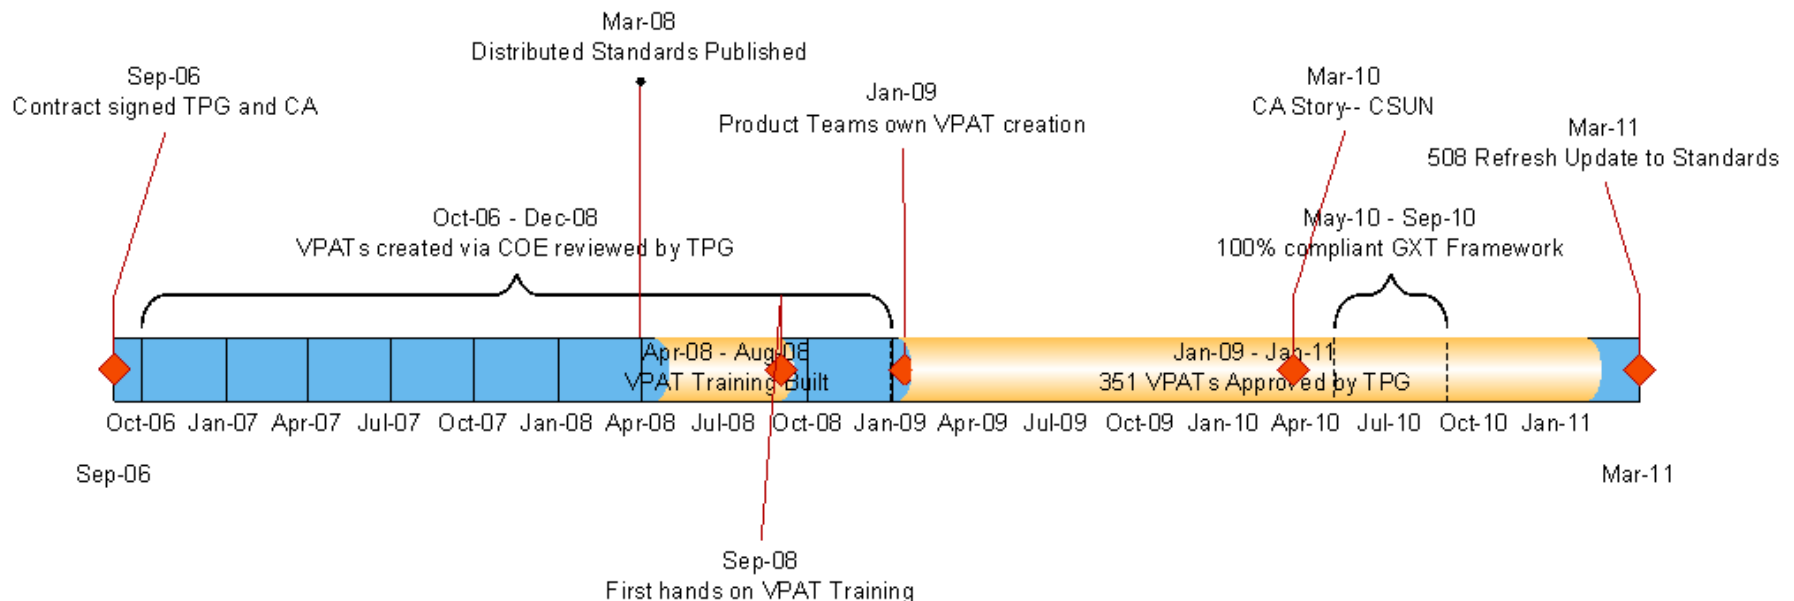 Mar-08
Distributed Standards Published
Sep-06
Contract signed TPG and CA
Jan-09
Product Teams own VPAT creation
Mar-10
CA Story-- CSUN
Mar-11
508 Refresh Update to Standards
Oct-06 - Dec-08
VPATs created via COE reviewed by TPG
May-10 - Sep-10
100% compliant GXT Framework
Apr-08 - Aug-08
VPAT Training Built
Jan-09 - Jan-11
351 VPATs Approved by TPG
Oct-06 Jan-07 Apr-07 Jul-07 Oct-07 Jan-08 Apr-08 Jul-08 Oct-08 Jan-09 Apr-09 Jul-09 Oct-09 Jan-10 Apr-10 Jul-10 Oct-10 Jan-11
Sep-06
Mar-11
Sep-08
First hands on VPAT Training